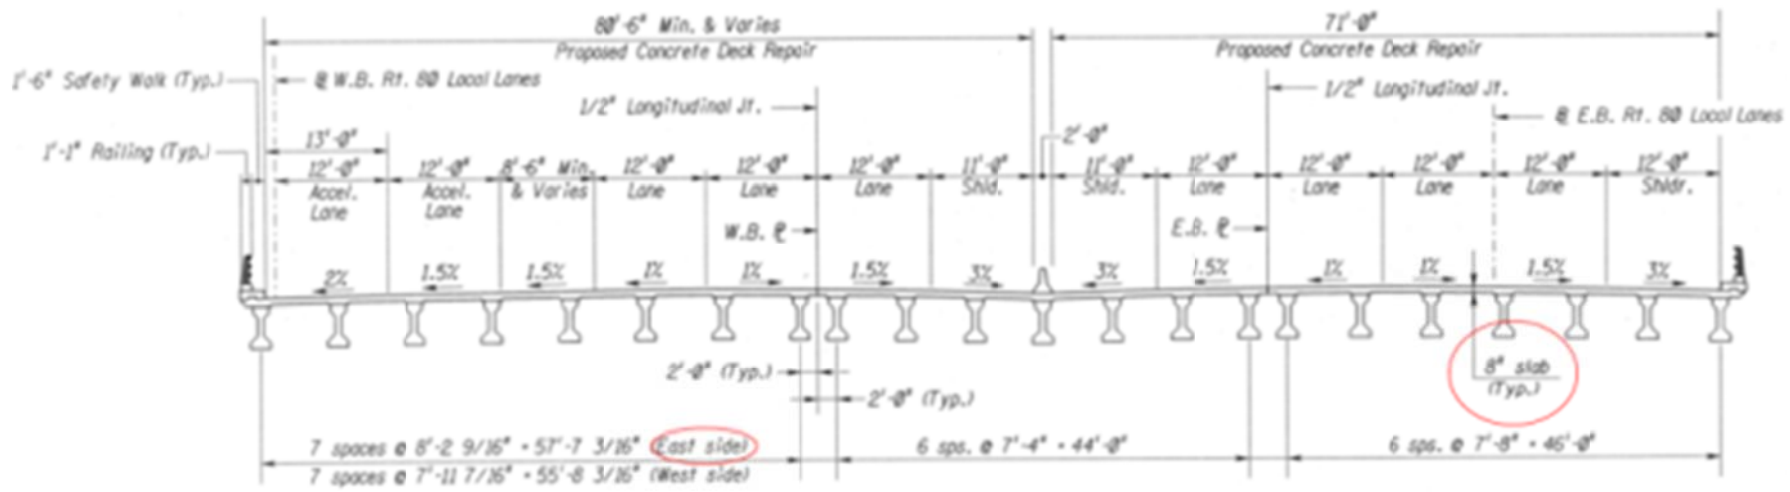 80'-6" Min. & Varies
71'-0"
Proposed Concrete Deck Repair
Proposed Concrete Deck Repair
1'-6" Safety Walk (Typ.)
℄ W.B. Rt. 80 Local Lanes
1/2" Longitudinal Jt.
1/2" Longitudinal Jt.
℄ E.B. Rt. 80 Local Lanes
1'-1" Railing (Typ.)
13'-0"
2'-0"
12'-0" Accel. Lane
12'-0" Accel. Lane
8'-6" Min. & Varies
12'-0" Lane
12'-0" Lane
12'-0" Lane
11'-0" Shld.
11'-0" Shld.
12'-0" Lane
12'-0" Lane
12'-0" Lane
12'-0" Lane
12'-0" Shldr.
W.B. ℄
E.B. ℄
2% 1.5% 1.5% 1% 1% 1.5% 3% 3% 1.5% 1% 1% 1.5% 3%
2'-0" (Typ.)
2'-0" (Typ.)
8" slab
(Typ.)
7 spaces @ 8'-2 9/16" = 57'-7 3/16" (East side)
6 sps. @ 7'-4" = 44'-0"
6 sps. @ 7'-8" = 46'-0"
7 spaces @ 7'-11 7/16" = 55'-8 3/16" (West side)